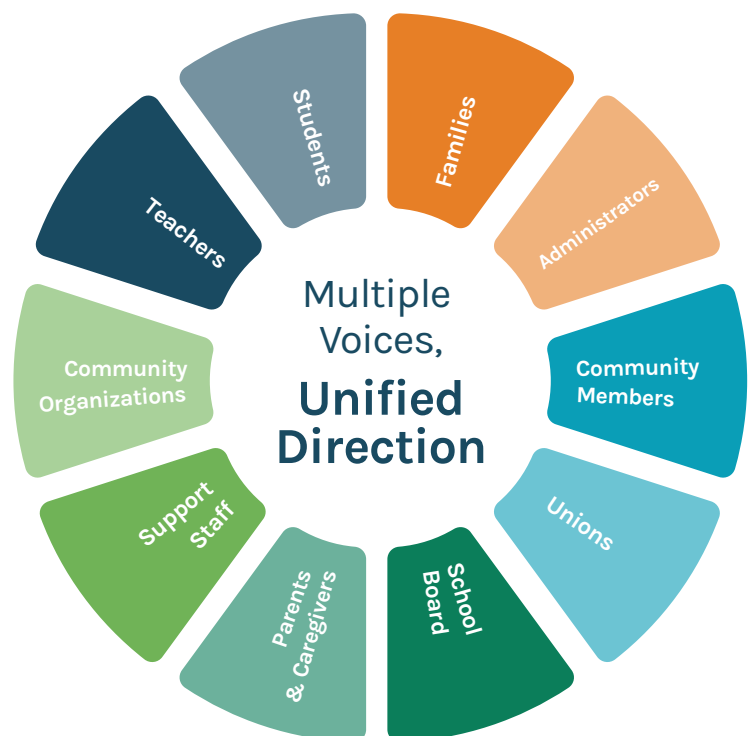 Multiple
Voices,
Unified
Direction
Families
Administrators
Community
Members
Unions
School
Board
Parents
& Caregivers
Support
Staff
Community
Organizations
Teachers
Students